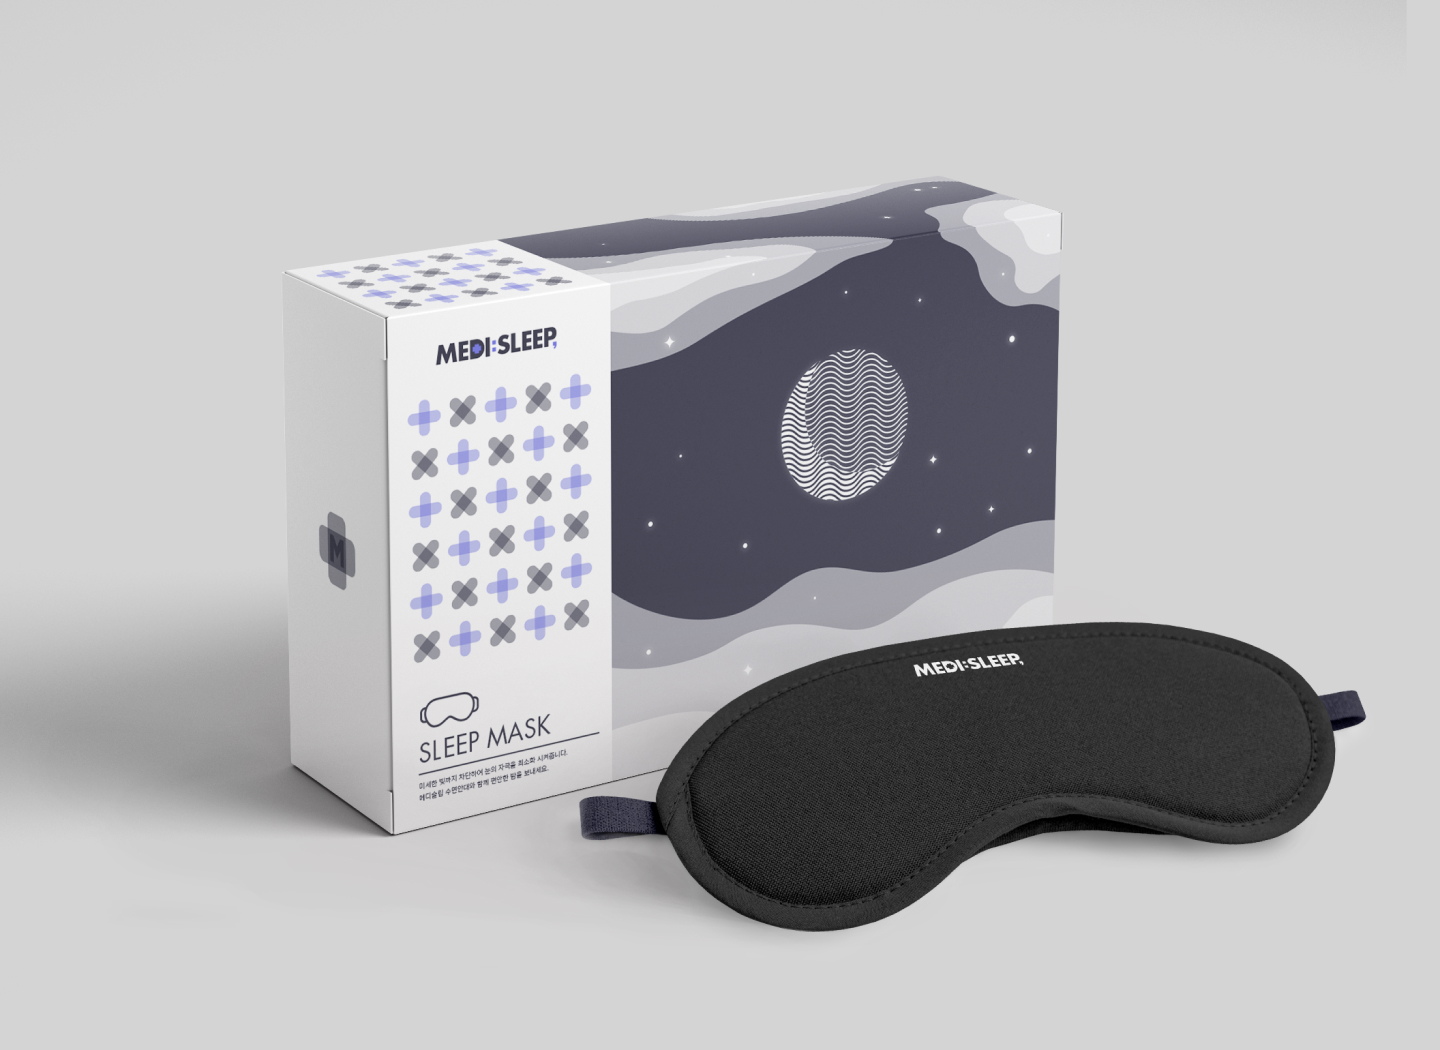 MEDI:SLEEP,
M
SLEEP MASK
미세한 빛까지 차단하여 눈의 자극을 최소화 시켜줍니다.
메디슬립 수면안대와 함께 편안한 밤을 보내세요.
MEDI:SLEEP,